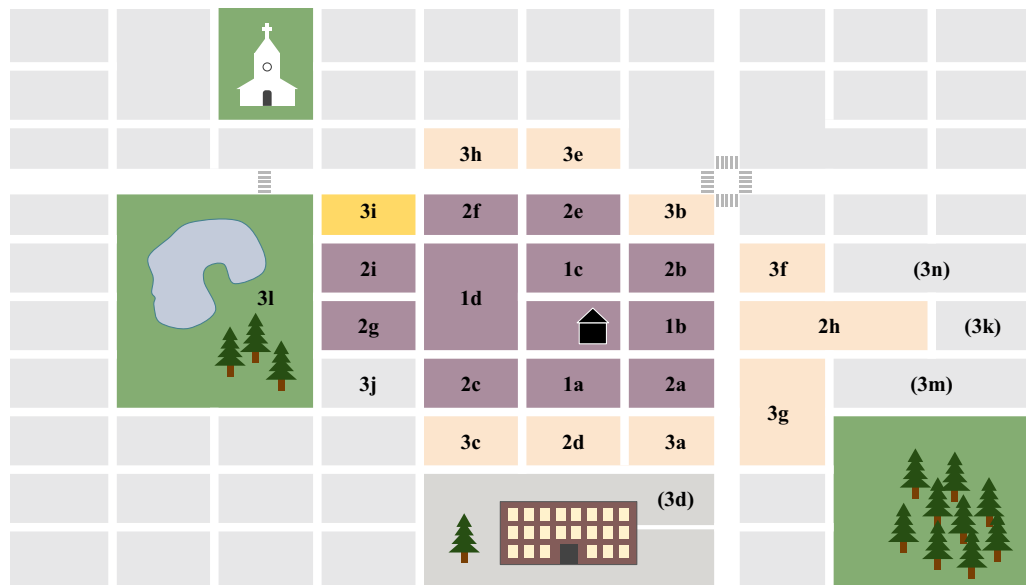 3h 3e
3i 2f 2e 3b
2i 1c 2b 3f (3n)
3l 1d
2g 1b 2h (3k)
3j 2c 1a 2a (3m)
3g
3c 2d 3a
(3d)